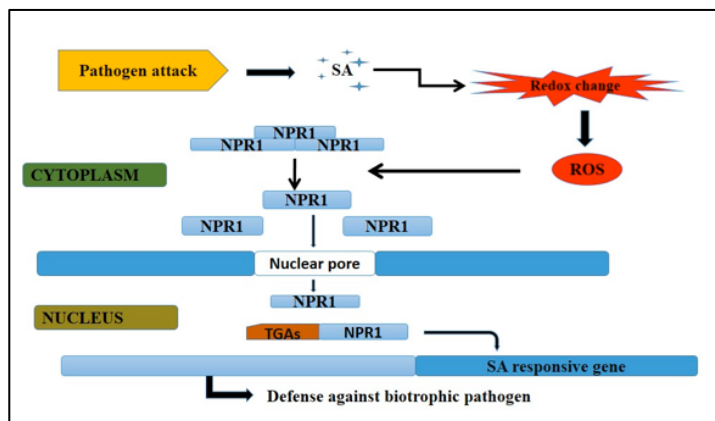 Pathogen attack
SA
Redox change
NPR1
NPR1 NPR1
ROS
CYTOPLASM
NPR1
NPR1 NPR1
Nuclear pore
NPR1
NUCLEUS
TGAs NPR1
SA responsive gene
Defense against biotrophic pathogen